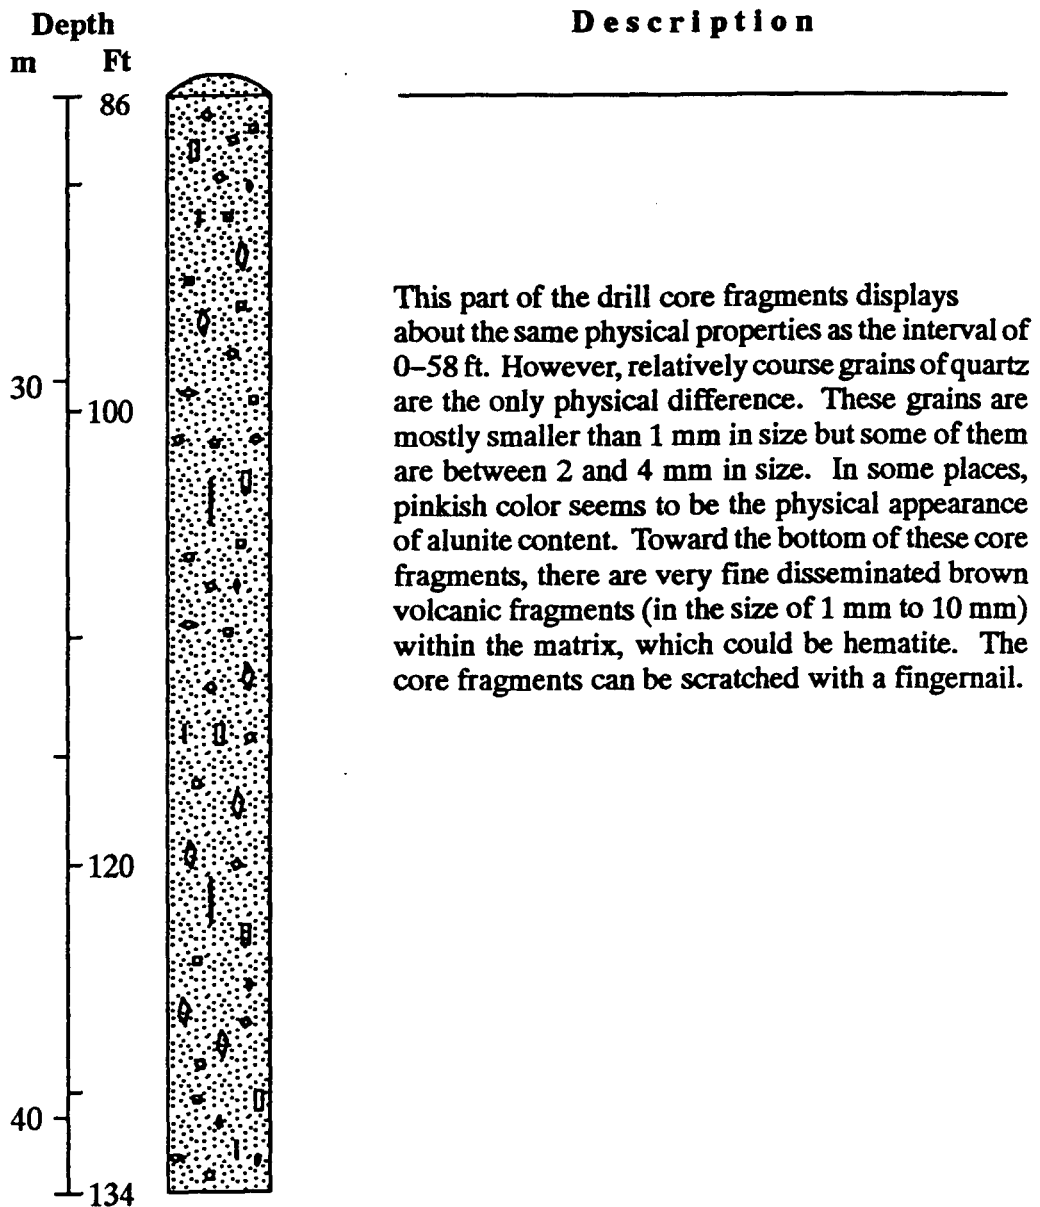 Depth
m Ft
Description
86
This part of the drill core fragments displays
about the same physical properties as the interval of
0–58 ft. However, relatively course grains of quartz
are the only physical difference. These grains are
mostly smaller than 1 mm in size but some of them
are between 2 and 4 mm in size. In some places,
pinkish color seems to be the physical appearance
of alunite content. Toward the bottom of these core
fragments, there are very fine disseminated brown
volcanic fragments (in the size of 1 mm to 10 mm)
within the matrix, which could be hematite. The
core fragments can be scratched with a fingernail.
30
100
120
40
134